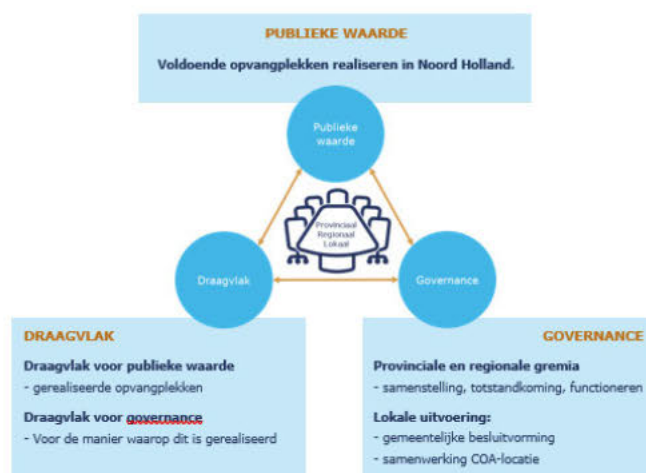 PUBLIEKE WAARDE
Voldoende opvangplekken realiseren in Noord Holland.
Publieke
waarde
Provinciaal
Regionaal
Lokaal
Draagvlak
Governance
DRAAGVLAK
Draagvlak voor publieke waarde
- gerealiseerde opvangplekken
Draagvlak voor governance
- Voor de manier waarop dit is gerealiseerd
GOVERNANCE
Provinciale en regionale gremia
- samenstelling, totstandkoming, functioneren
Lokale uitvoering:
- gemeentelijke besluitvorming
- samenwerking COA-locatie